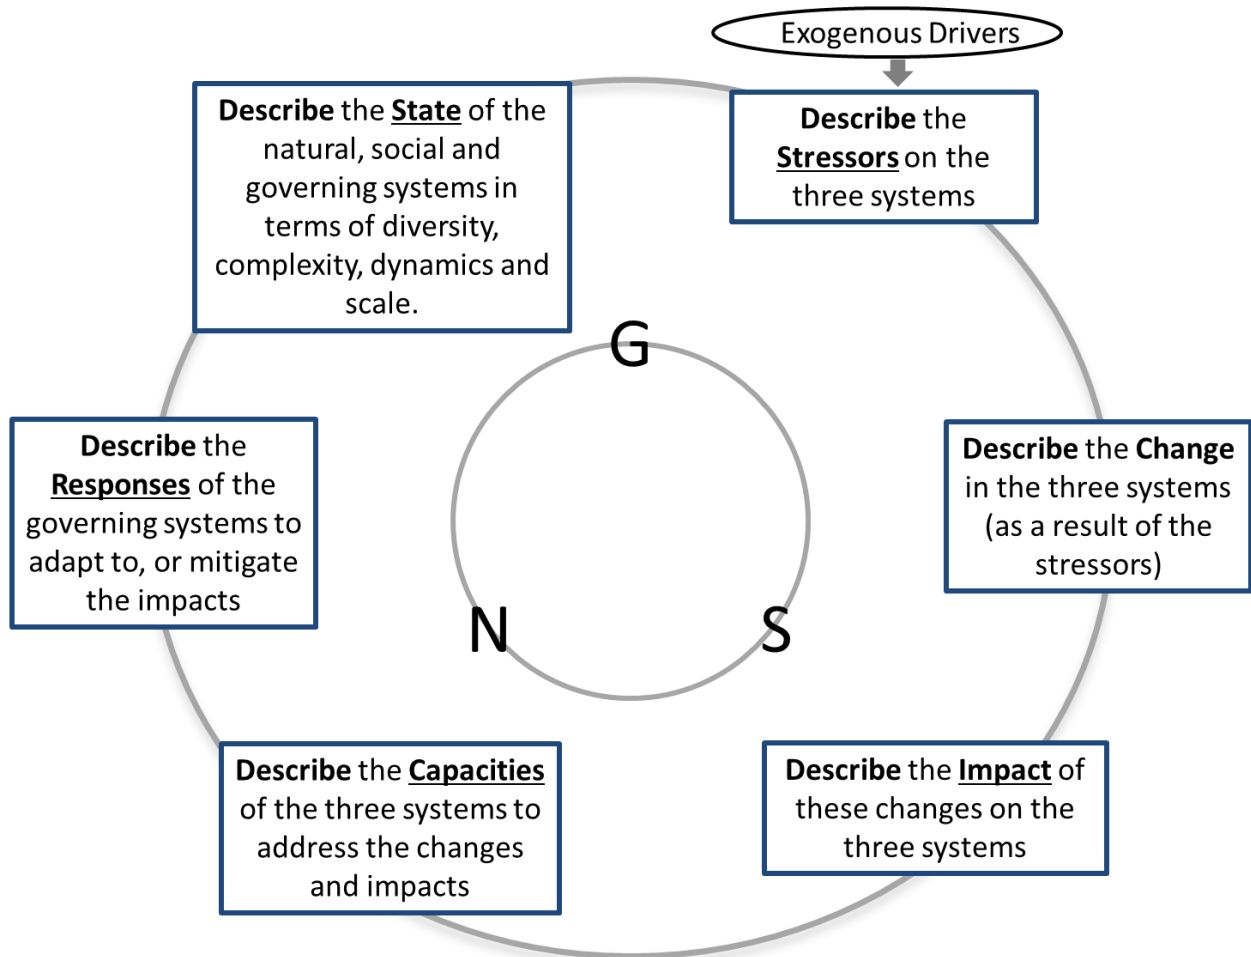 Exogenous Drivers
Describe the State of the
natural, social and
governing systems in
terms of diversity,
complexity, dynamics and
scale.
Describe the
Stressors on the
three systems
G
Describe the
Responses of the
governing systems to
adapt to, or mitigate
the impacts
Describe the Change
in the three systems
(as a result of the
stressors)
N
S
Describe the Capacities
of the three systems to
address the changes
and impacts
Describe the Impact of
these changes on the
three systems